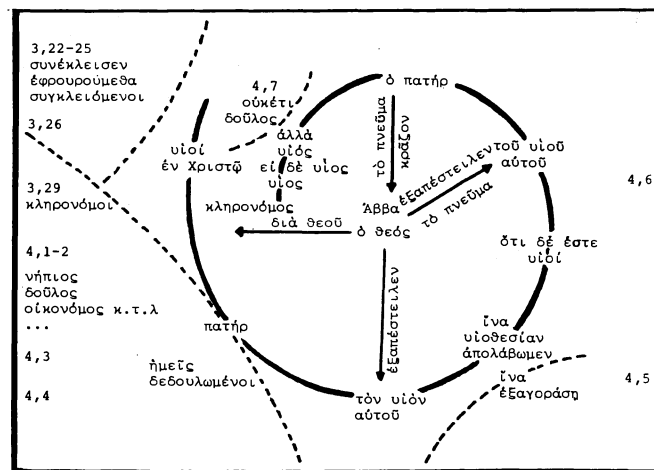 3,22-25
συνέκλεισεν
ἐφρουρούμεθα
συγκλειόμενοι
3,26
3,29
κληρονόμοι
4,1-2
νήπιος
δοῦλος
οἰκονόμος κ.τ.λ
...
4,3
4,4
4,7
οὐκέτι
δοῦλος
ἀλλὰ
υἱός
εἰ δὲ υἱος
υἱος
κληρονόμος
διὰ θεοῦ
υἱοί
ἐν Χριστῷ
ὁ πατήρ
τὸ πνεῦμα
κρᾶζον
Ἀββα
ὁ θεός
ἐξαπέστειλεν
τὸ πνεῦμα
τοῦ υἱοῦ
αὐτοῦ
4,6
ὅτι δέ ἐστε
υἱοί
ἵνα
υἱοθεσίαν
ἀπολάβωμεν
ἵνα
ἐξαγοράσῃ
4,5
ἐξαπέστειλεν
τὸν υἱὸν
αὐτοῦ
πατήρ
ἡμεῖς
δεδουλωμένοι